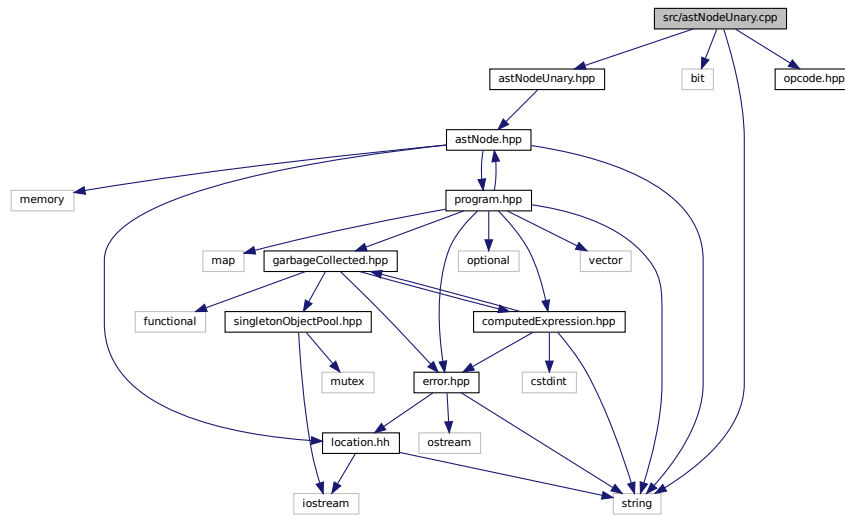 src/astNodeUnary.cpp
astNodeUnary.hpp
bit
opcode.hpp
astNode.hpp
memory
program.hpp
map
garbageCollected.hpp
optional
vector
functional
singletonObjectPool.hpp
computedExpression.hpp
mutex
error.hpp
cstdint
location.hh
ostream
iostream
string